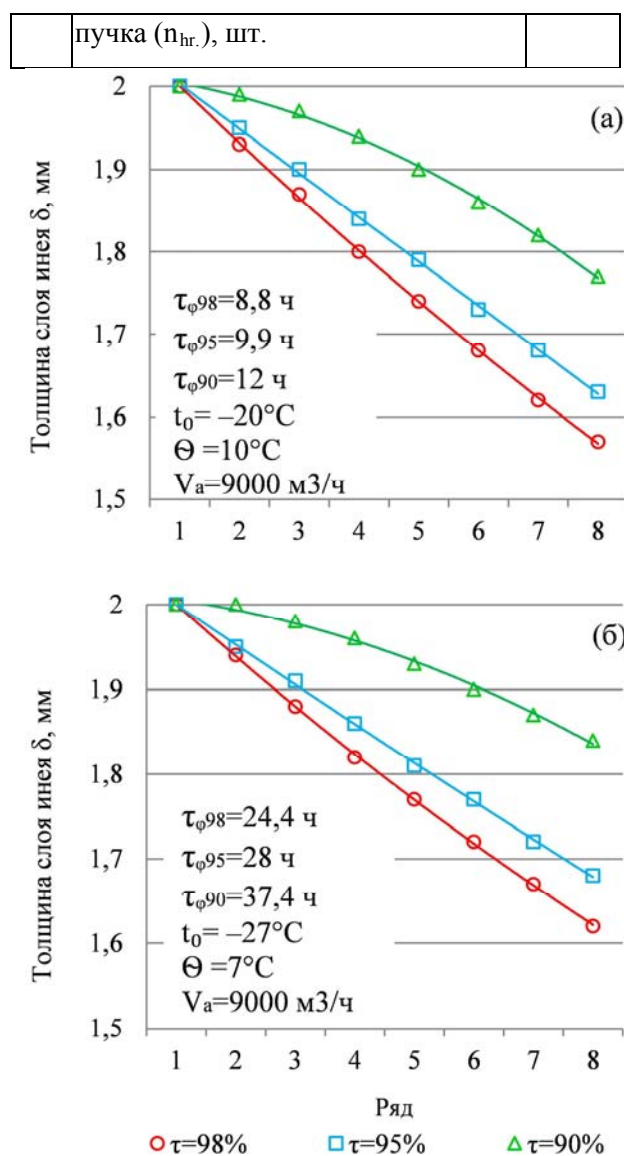 пучка (n_hr.), шт.
(а)
Толщина слоя инея δ, мм
2
1,9
1,8
1,7
1,6
1,5
τφ98=8,8 ч
τφ95=9,9 ч
τφ90=12 ч
t0= –20°C
Θ =10°C
Va=9000 м3/ч
1 2 3 4 5 6 7 8
(б)
Толщина слоя инея δ, мм
2
1,9
1,8
1,7
1,6
1,5
τφ98=24,4 ч
τφ95=28 ч
τφ90=37,4 ч
t0= –27°C
Θ =7°C
Va=9000 м3/ч
1 2 3 4 5 6 7 8
Ряд
τ=98% τ=95% τ=90%